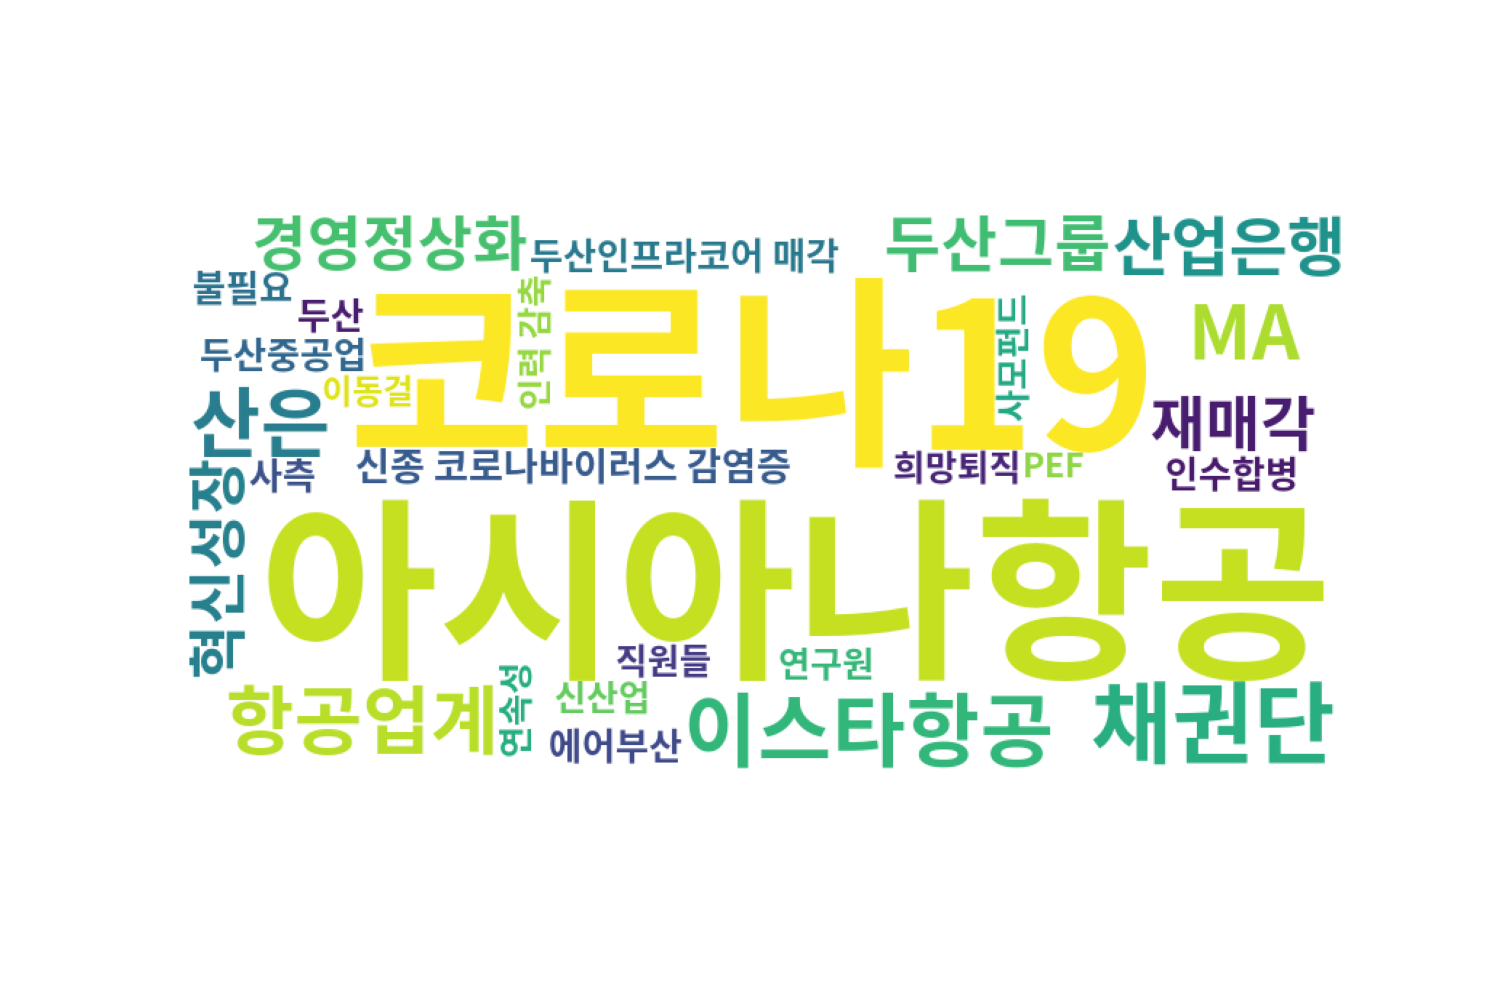 경영정상화
두산인프라코어 매각
두산그룹
산업은행
불필요
두산
코로나19
인력 감축
사모펀드
MA
두산중공업
이동걸
산은
재매각
사측
신종 코로나바이러스 감염증
희망퇴직
PEF
인수합병
혁신성장
아시아나항공
직원들
연구원
항공업계
연속성
신산업
에어부산
이스타항공
채권단